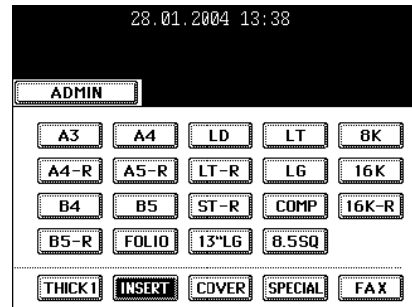 28.01.2004 13:38
ADMIN
A3 A4 LD LT 8K
A4-R A5-R LT-R LG 16K
B4 B5 ST-R COMP 16K-R
B5-R FOLIO 13"LG 8.5SQ
THICK1 INSERT COVER SPECIAL FAX